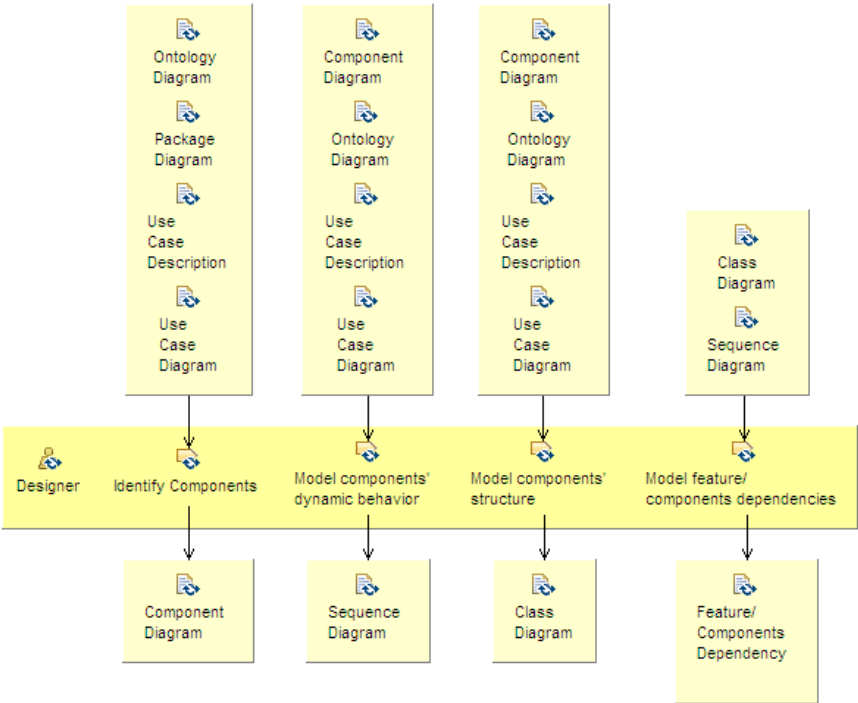 Ontology
Diagram
Package
Diagram
Use
Case
Description
Use
Case
Diagram
Component
Diagram
Ontology
Diagram
Use
Case
Description
Use
Case
Diagram
Component
Diagram
Ontology
Diagram
Use
Case
Description
Use
Case
Diagram
Class
Diagram
Sequence
Diagram
Designer
Identify Components
Model components'
dynamic behavior
Model components'
structure
Model feature/
components dependencies
Component
Diagram
Sequence
Diagram
Class
Diagram
Feature/
Components
Dependency